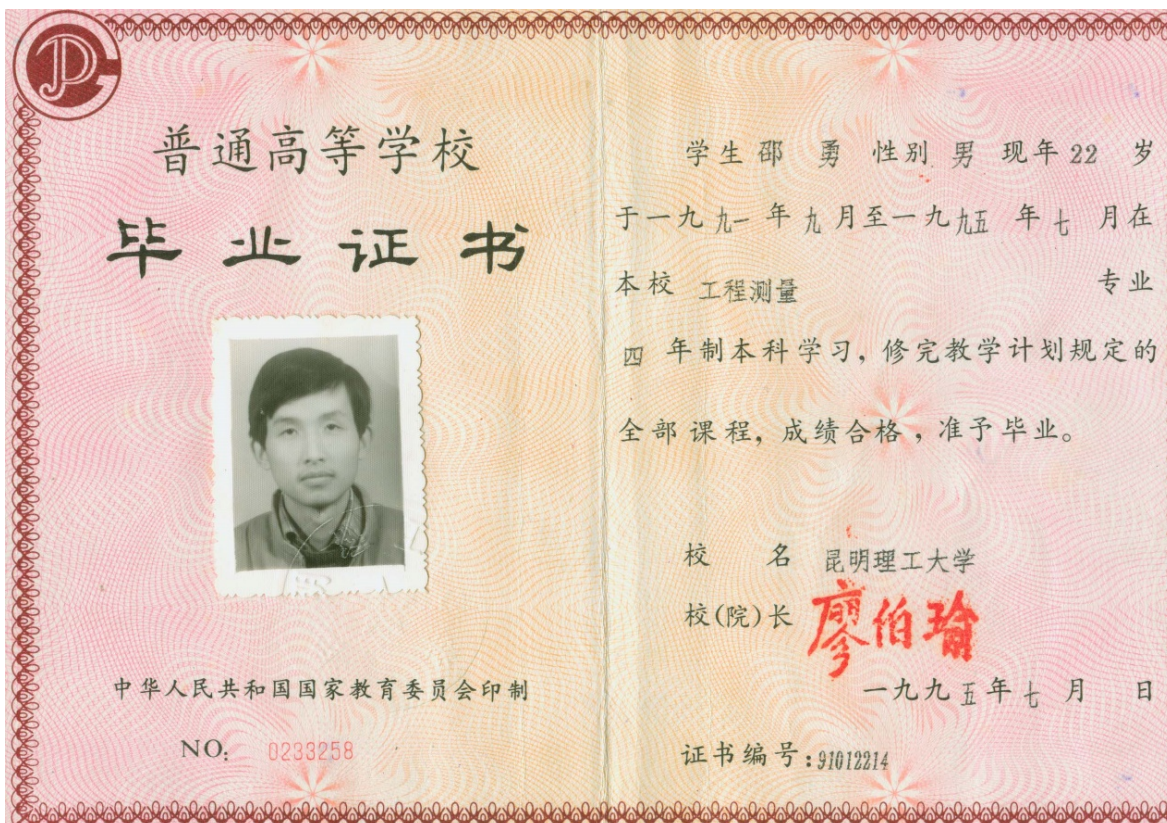 普通高等学校
毕业证书
中华人民共和国国家教育委员会印制
NO: 0233258
学生 邵 勇 性别 男 现年 22 岁
于一九九一年九月至一九九五年七月在
本校 工程测量 专业
四年制本科学习，修完教学计划规定的
全部课程，成绩合格，准予毕业。
校 名 昆明理工大学
校(院)长 廖伯瑜
一九九五年七月 日
证书编号:91012214